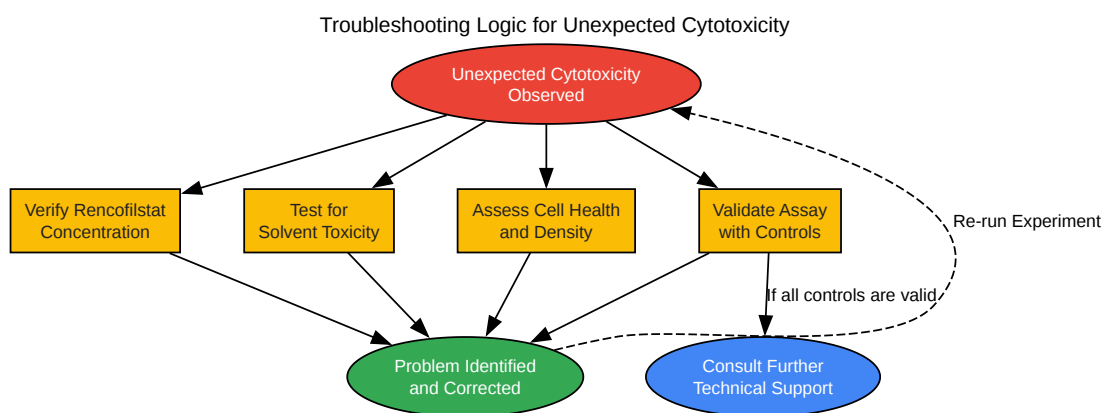 Troubleshooting Logic for Unexpected Cytotoxicity
Unexpected Cytotoxicity
Observed
Verify Rencofilstat
Concentration
Test for
Solvent Toxicity
Assess Cell Health
and Density
Validate Assay
with Controls
Re-run Experiment
If all controls are valid
Problem Identified
and Corrected
Consult Further
Technical Support